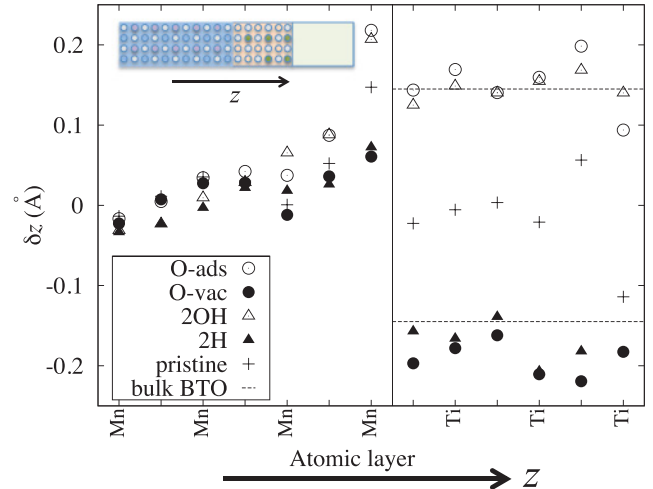 0.2
0.1
0
-0.1
-0.2
δz (Å)
z
O-ads
O-vac
2OH
2H
pristine
bulk BTO
Mn
Mn
Mn
Mn
Ti
Ti
Ti
Atomic layer
z